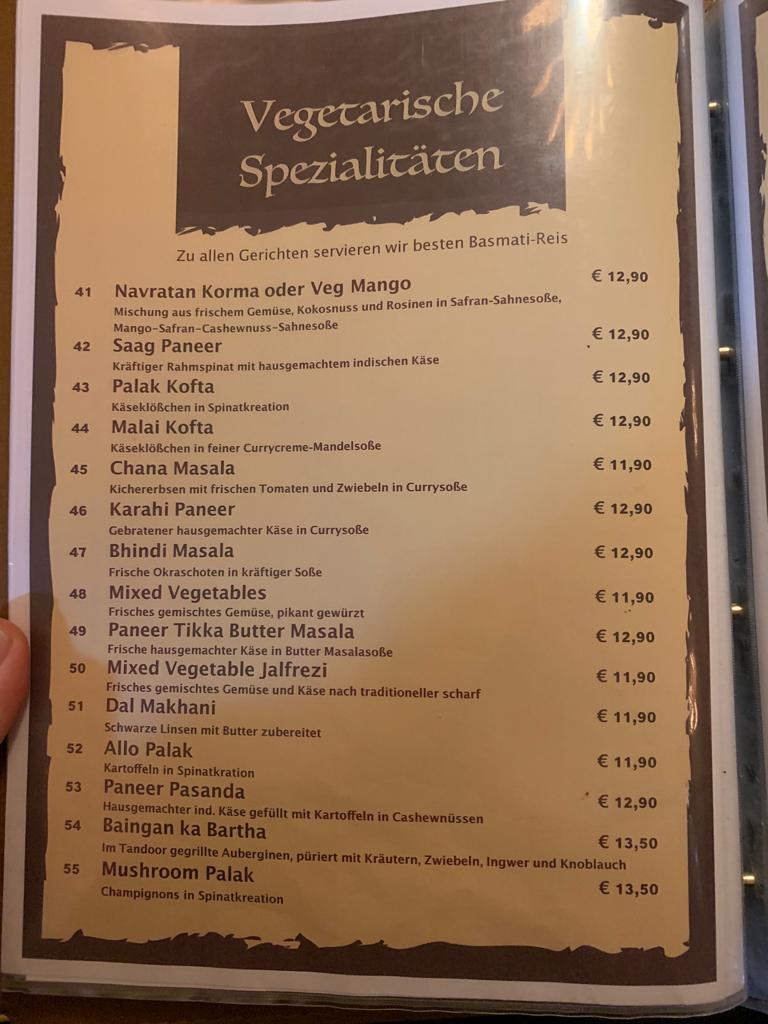 Vegetarische
Spezialitäten
Zu allen Gerichten servieren wir besten Basmati-Reis
41 Navratan Korma oder Veg Mango € 12,90
Mischung aus frischem Gemüse, Kokosnuss und Rosinen in Safran-Sahnesoße,
Mango-Safran-Cashewnuss-Sahnesoße
42 Saag Paneer € 12,90
Kräftiger Rahmspinat mit hausgemachtem indischen Käse
43 Palak Kofta € 12,90
Käseklößchen in Spinatkreation
44 Malai Kofta € 12,90
Käseklößchen in feiner Currycreme-Mandelsoße
45 Chana Masala € 11,90
Kichererbsen mit frischen Tomaten und Zwiebeln in Currysoße
46 Karahi Paneer € 12,90
Gebratener hausgemachter Käse in Currysoße
47 Bhindi Masala € 12,90
Frische Okraschoten in kräftiger Soße
48 Mixed Vegetables € 11,90
Frisches gemischtes Gemüse, pikant gewürzt
49 Paneer Tikka Butter Masala € 12,90
Frische hausgemachter Käse in Butter Masalasoße
50 Mixed Vegetable Jalfrezi € 11,90
Frisches gemischtes Gemüse und Käse nach traditioneller scharf
51 Dal Makhani € 11,90
Schwarze Linsen mit Butter zubereitet
52 Allo Palak € 11,90
Kartoffeln in Spinatkration
53 Paneer Pasanda € 12,90
Hausgemachter ind. Käse gefüllt mit Kartoffeln in Cashewnüssen
54 Baingan ka Bartha € 13,50
Im Tandoor gegrillte Auberginen, püriert mit Kräutern, Zwiebeln, Ingwer und Knoblauch
55 Mushroom Palak € 13,50
Champignons in Spinatkreation